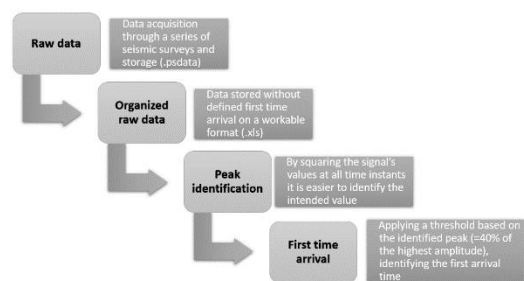 Raw data
Data acquisition
through a series of
seismic surveys and
storage (.psdata)
Organized
raw data
Data stored without
defined first time
arrival on a workable
format (.xls)
Peak
identification
By squaring the signal's
values at all time instants
it is easier to identify the
intended value
First time
arrival
Applying a threshold based on
the identified peak (=40% of
the highest amplitude),
identifying the first arrival
time